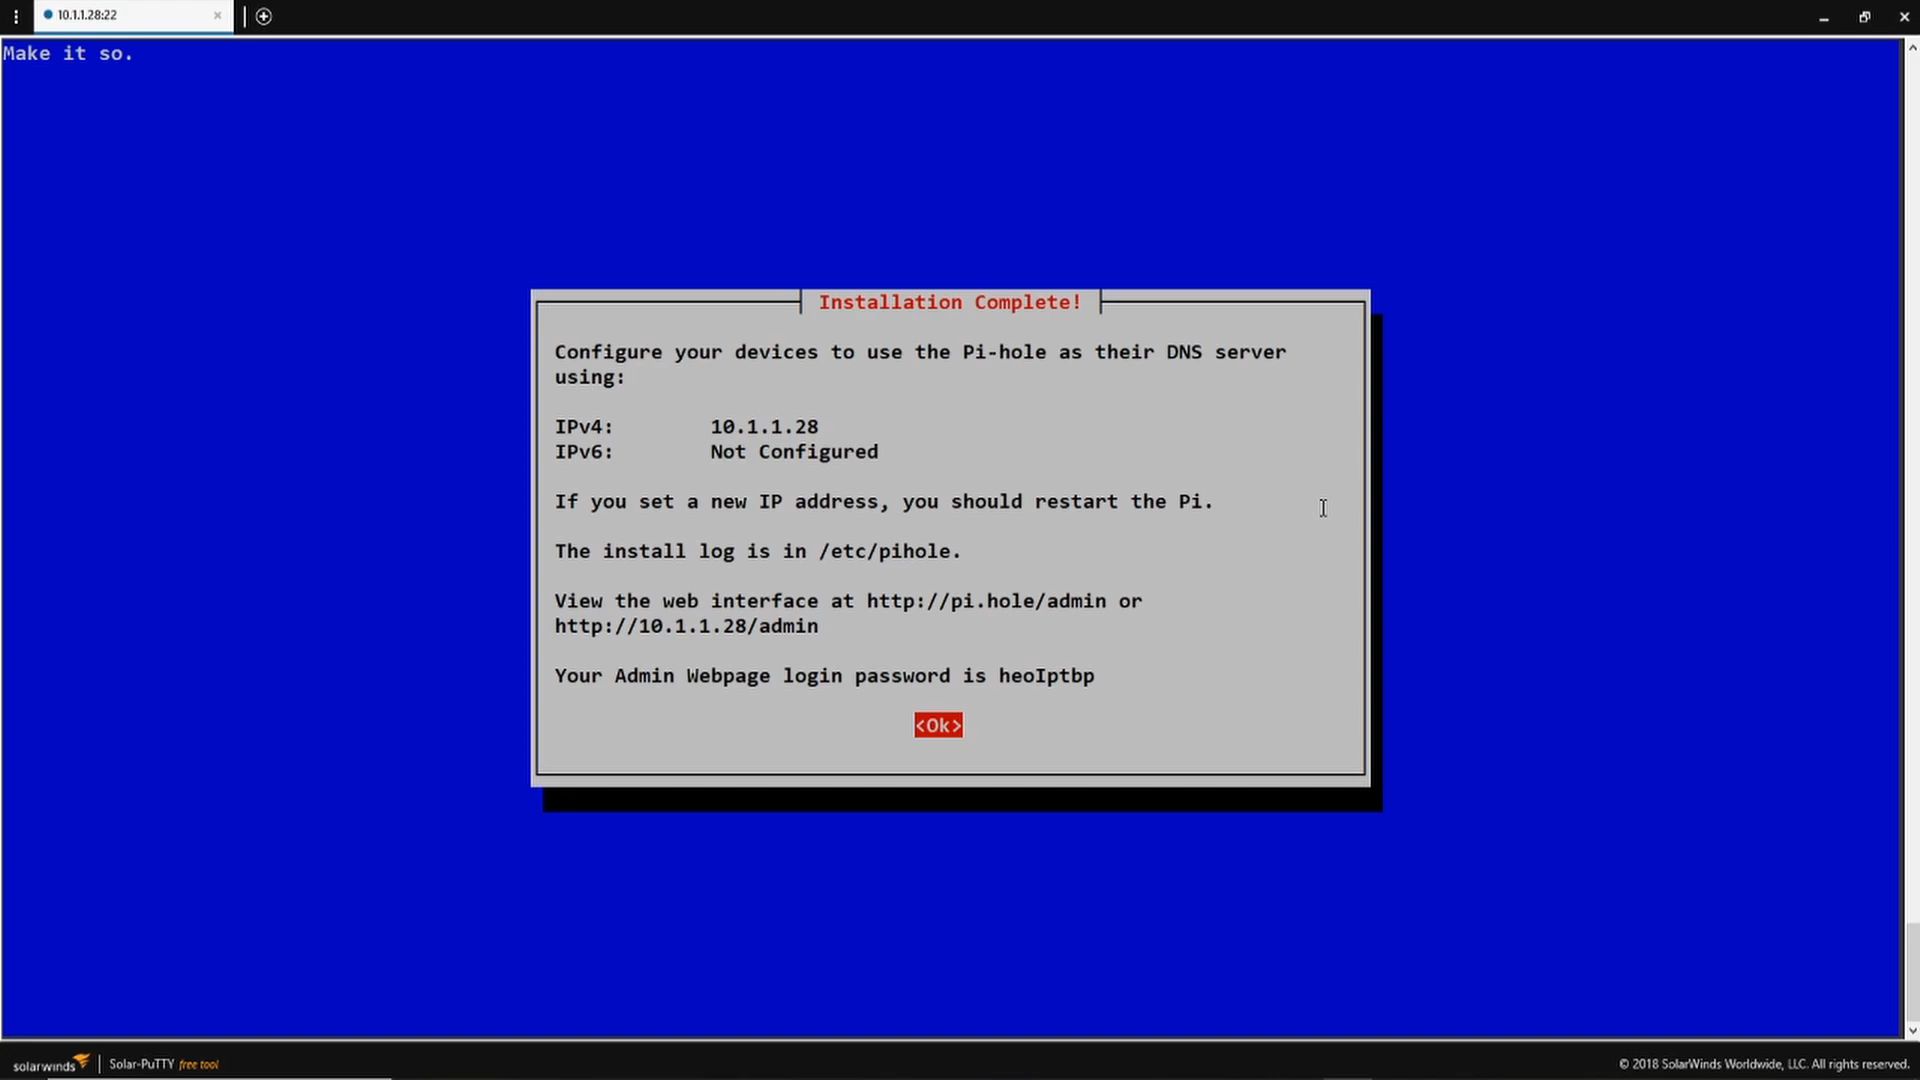 10.1.1.28:22
Make it so.
Installation Complete!
Configure your devices to use the Pi-hole as their DNS server
using:
IPv4: 10.1.1.28
IPv6: Not Configured
If you set a new IP address, you should restart the Pi.
The install log is in /etc/pihole.
View the web interface at http://pi.hole/admin or
http://10.1.1.28/admin
Your Admin Webpage login password is heoIptbp
<Ok>
solarwinds Solar-PuTTY free tool
© 2018 SolarWinds Worldwide, LLC. All rights reserved.